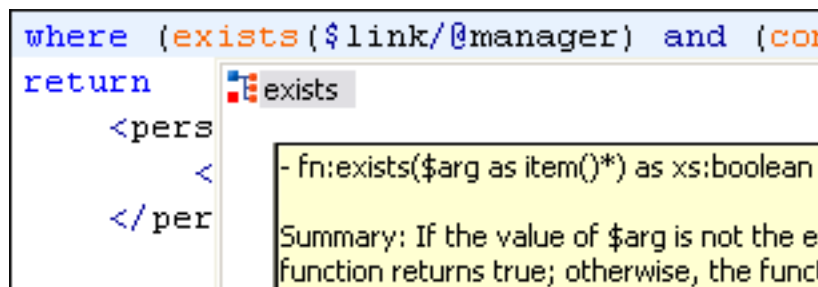 where (exists($link/@manager) and (con
return
exists
<pers
<
- fn:exists($arg as item()*) as xs:boolean
</per
Summary: If the value of $arg is not the e
function returns true; otherwise, the funct